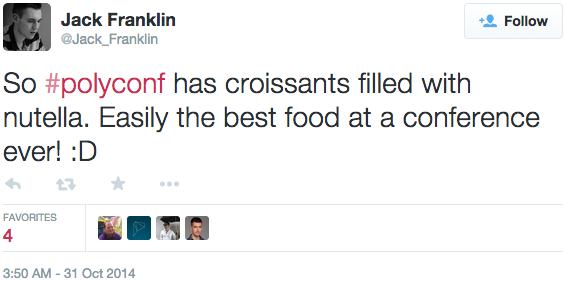 Jack Franklin
@Jack_Franklin
Follow
So #polyconf has croissants filled with
nutella. Easily the best food at a conference
ever! :D
FAVORITES
4
3:50 AM - 31 Oct 2014